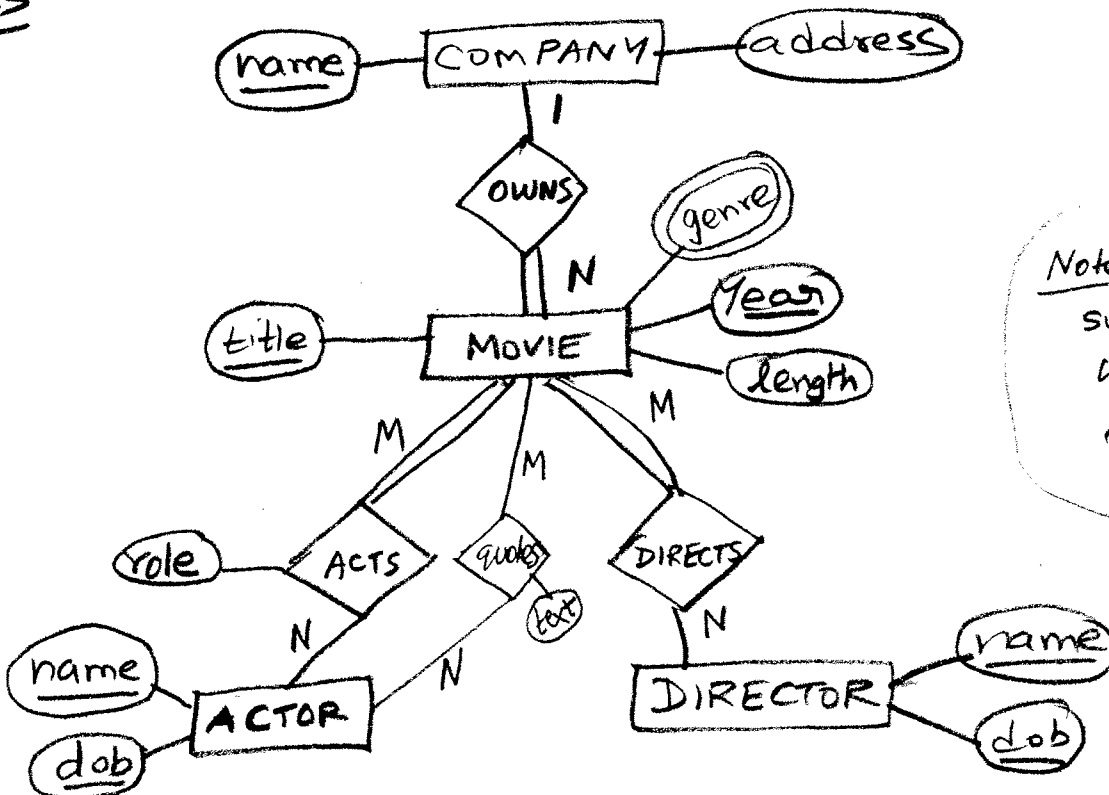 name COMPANY address
1
OWNS
genre
N
Year
title MOVIE
length
M M
M
role ACTS quotes DIRECTS
text
N N
name N name
ACTOR DIRECTOR
dob dob